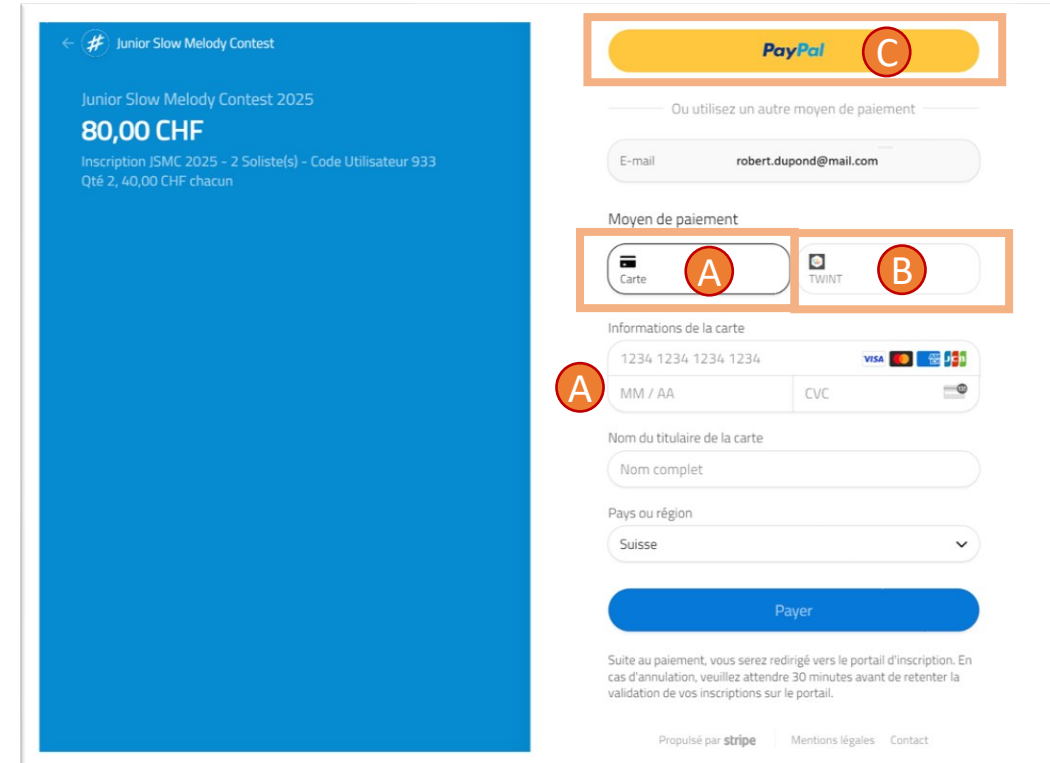 ← # Junior Slow Melody Contest
Junior Slow Melody Contest 2025
80,00 CHF
Inscription JSMC 2025 - 2 Soliste(s) - Code Utilisateur 933
Qté 2, 40,00 CHF chacun
PayPal C
Ou utilisez un autre moyen de paiement
E-mail robert.dupond@mail.com
Moyen de paiement
Carte A
TWINT B
Informations de la carte
1234 1234 1234 1234 VISA JCB
A
MM / AA CVC
Nom du titulaire de la carte
Nom complet
Pays ou région
Suisse
Payer
Suite au paiement, vous serez redirigé vers le portail d'inscription. En
cas d'annulation, veuillez attendre 30 minutes avant de retenter la
validation de vos inscriptions sur le portail.
Propulsé par stripe Mentions légales Contact